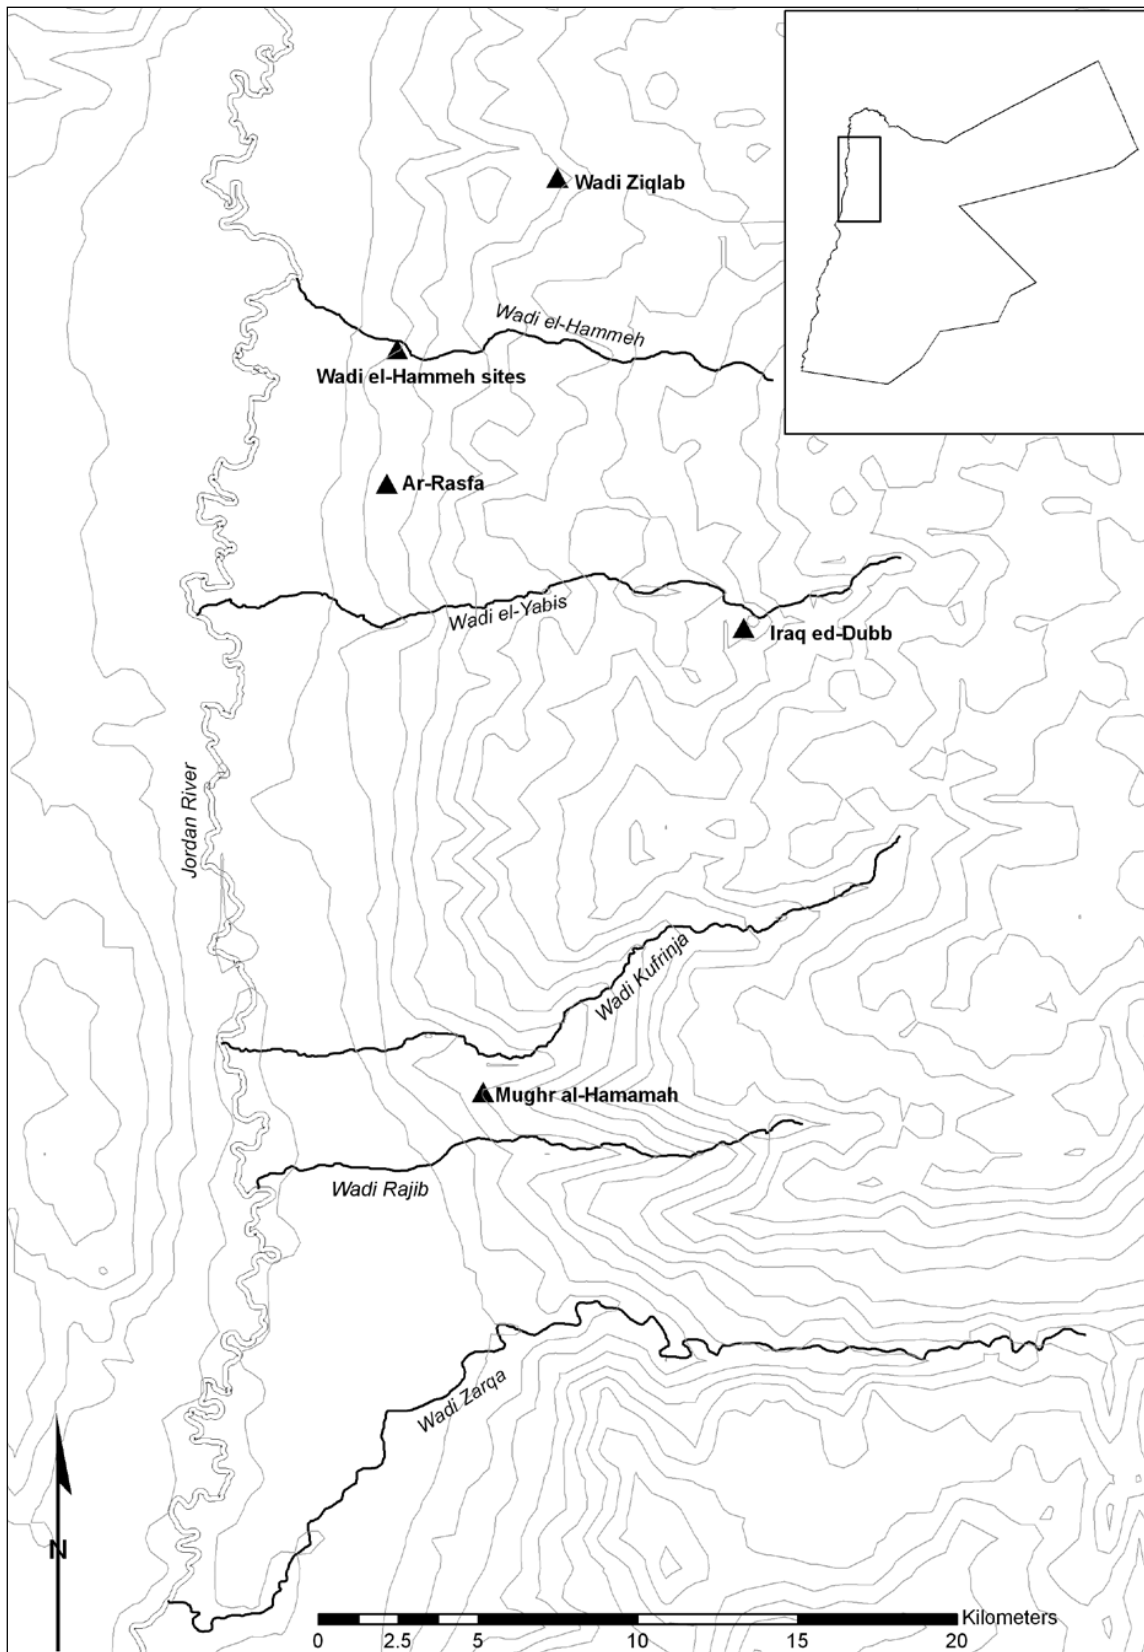 Wadi Ziqlab
Wadi el-Hammeh
Wadi el-Hammeh sites
Ar-Rasfa
Wadi el-Yabis
Iraq ed-Dubb
Jordan River
Wadi Kufrinja
Mughr al-Hamamah
Wadi Rajib
Wadi Zarqa
N
Kilometers
0 2.5 5 10 15 20